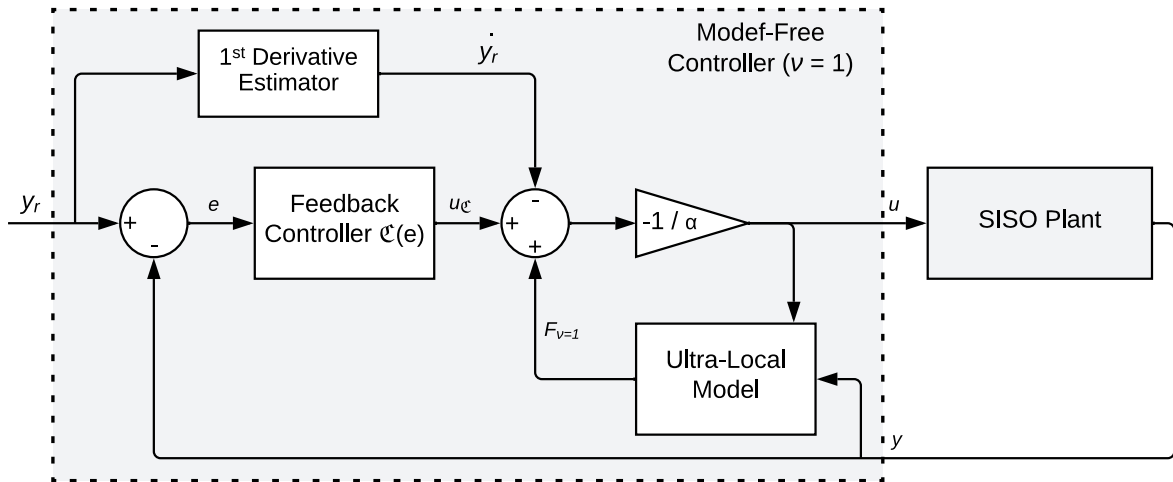 1st Derivative
Estimator
ẏr
Modef-Free
Controller (ν = 1)
yr
+
-
e
Feedback
Controller ℭ(e)
uℭ
-
+
+
-1 / α
u
SISO Plant
Fν=1
Ultra-Local
Model
y